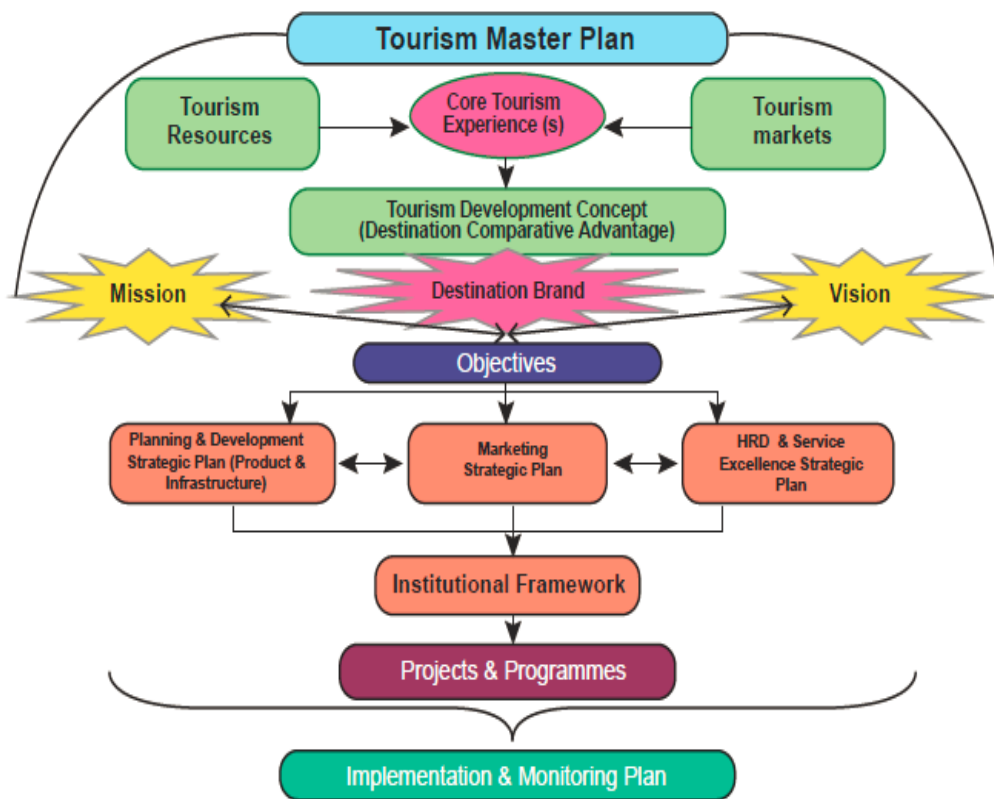 Tourism Master Plan
Tourism
Resources
Core Tourism
Experience (s)
Tourism
markets
Tourism Development Concept
(Destination Comparative Advantage)
Mission
Destination Brand
Vision
Objectives
Planning & Development
Strategic Plan (Product &
Infrastructure)
Marketing
Strategic Plan
HRD & Service
Excellence Strategic
Plan
Institutional Framework
Projects & Programmes
Implementation & Monitoring Plan